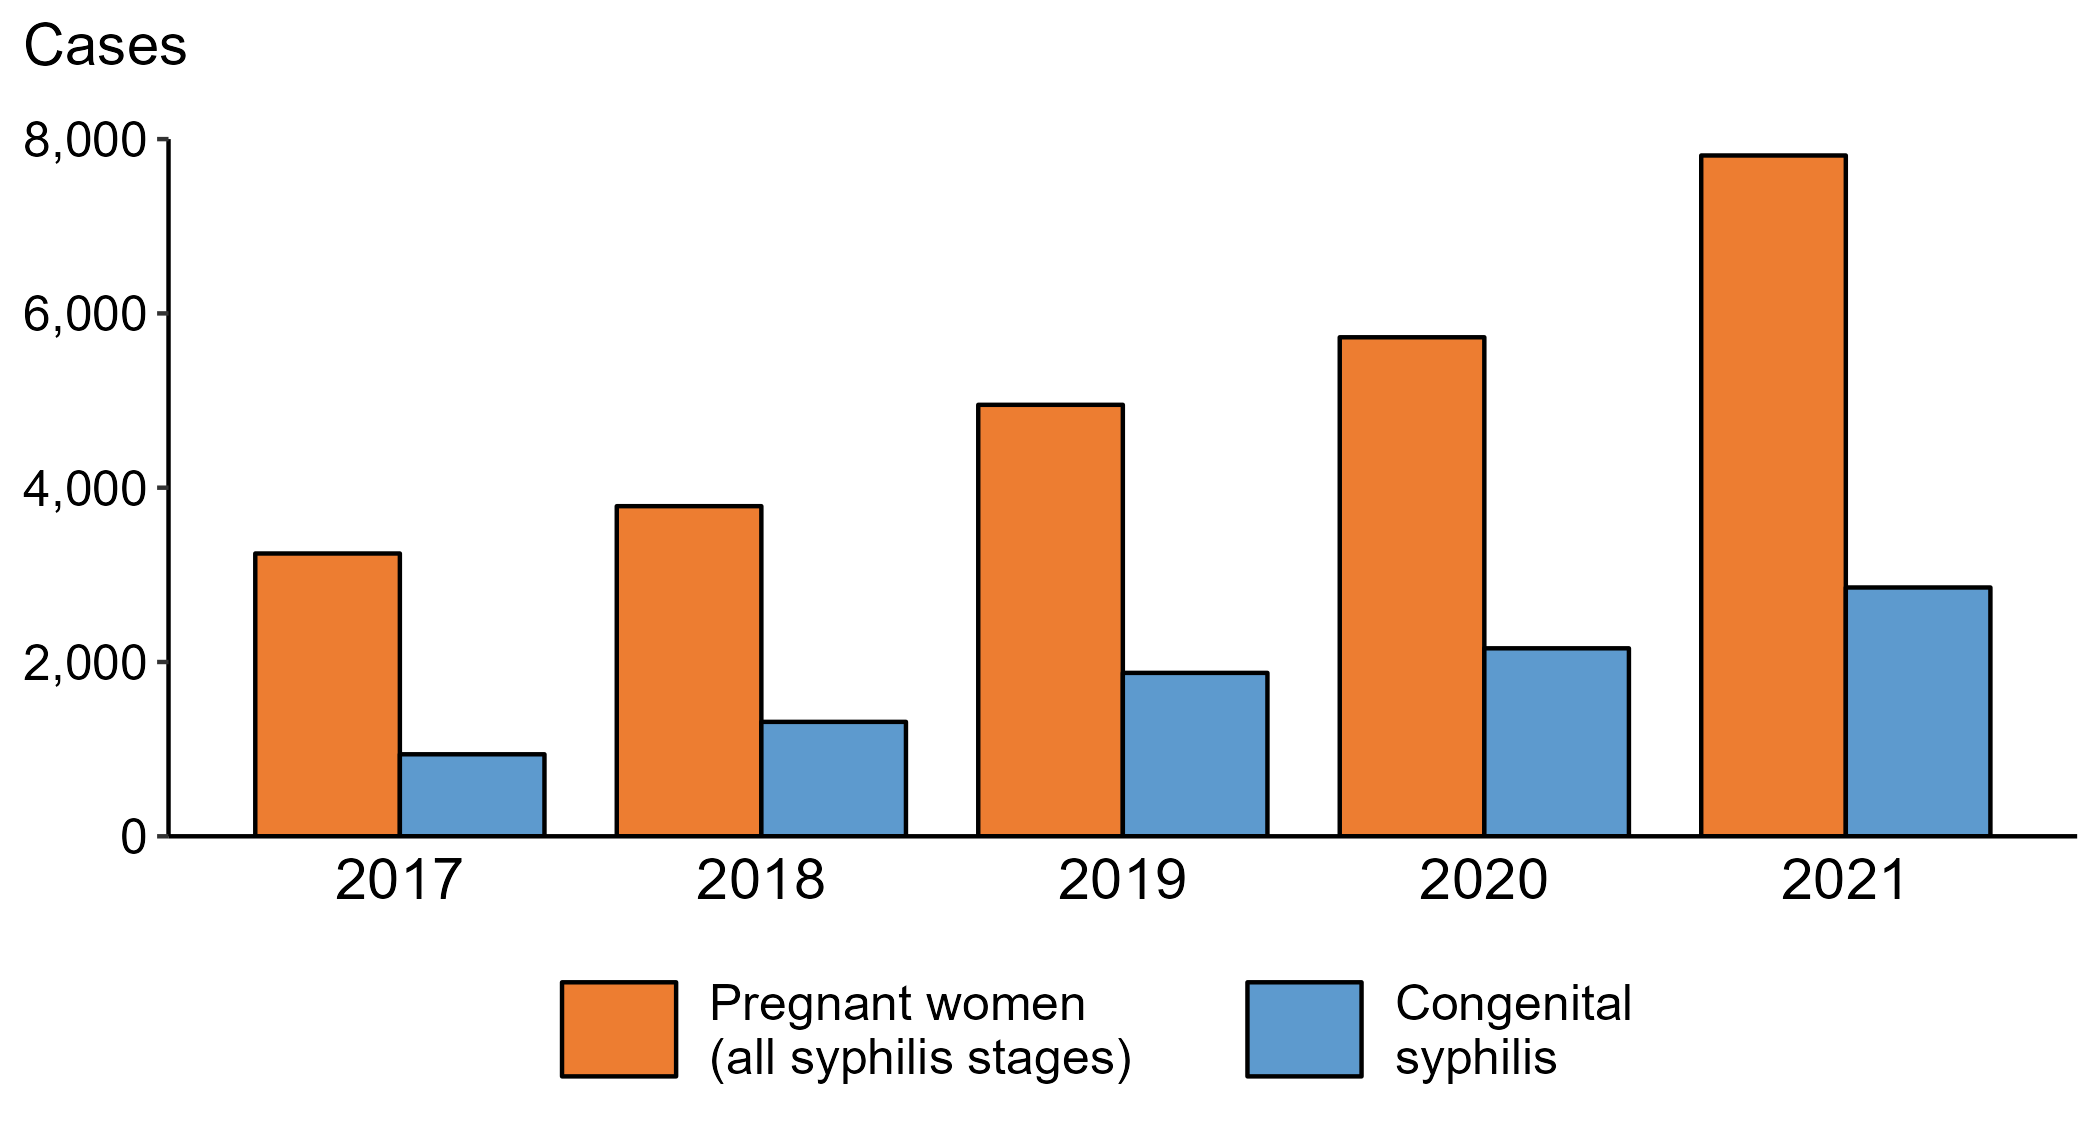 Cases
8,000
6,000
4,000
2,000
0
2017 2018 2019 2020 2021
Pregnant women
(all syphilis stages)
Congenital
syphilis